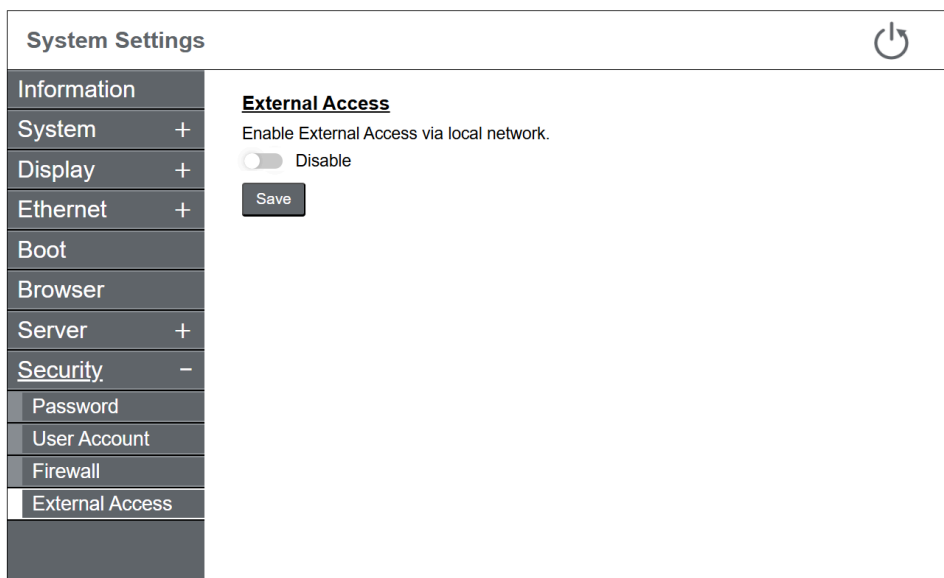 System Settings
Information
System +
Display +
Ethernet +
Boot
Browser
Server +
Security −
Password
User Account
Firewall
External Access
External Access
Enable External Access via local network.
Disable
Save